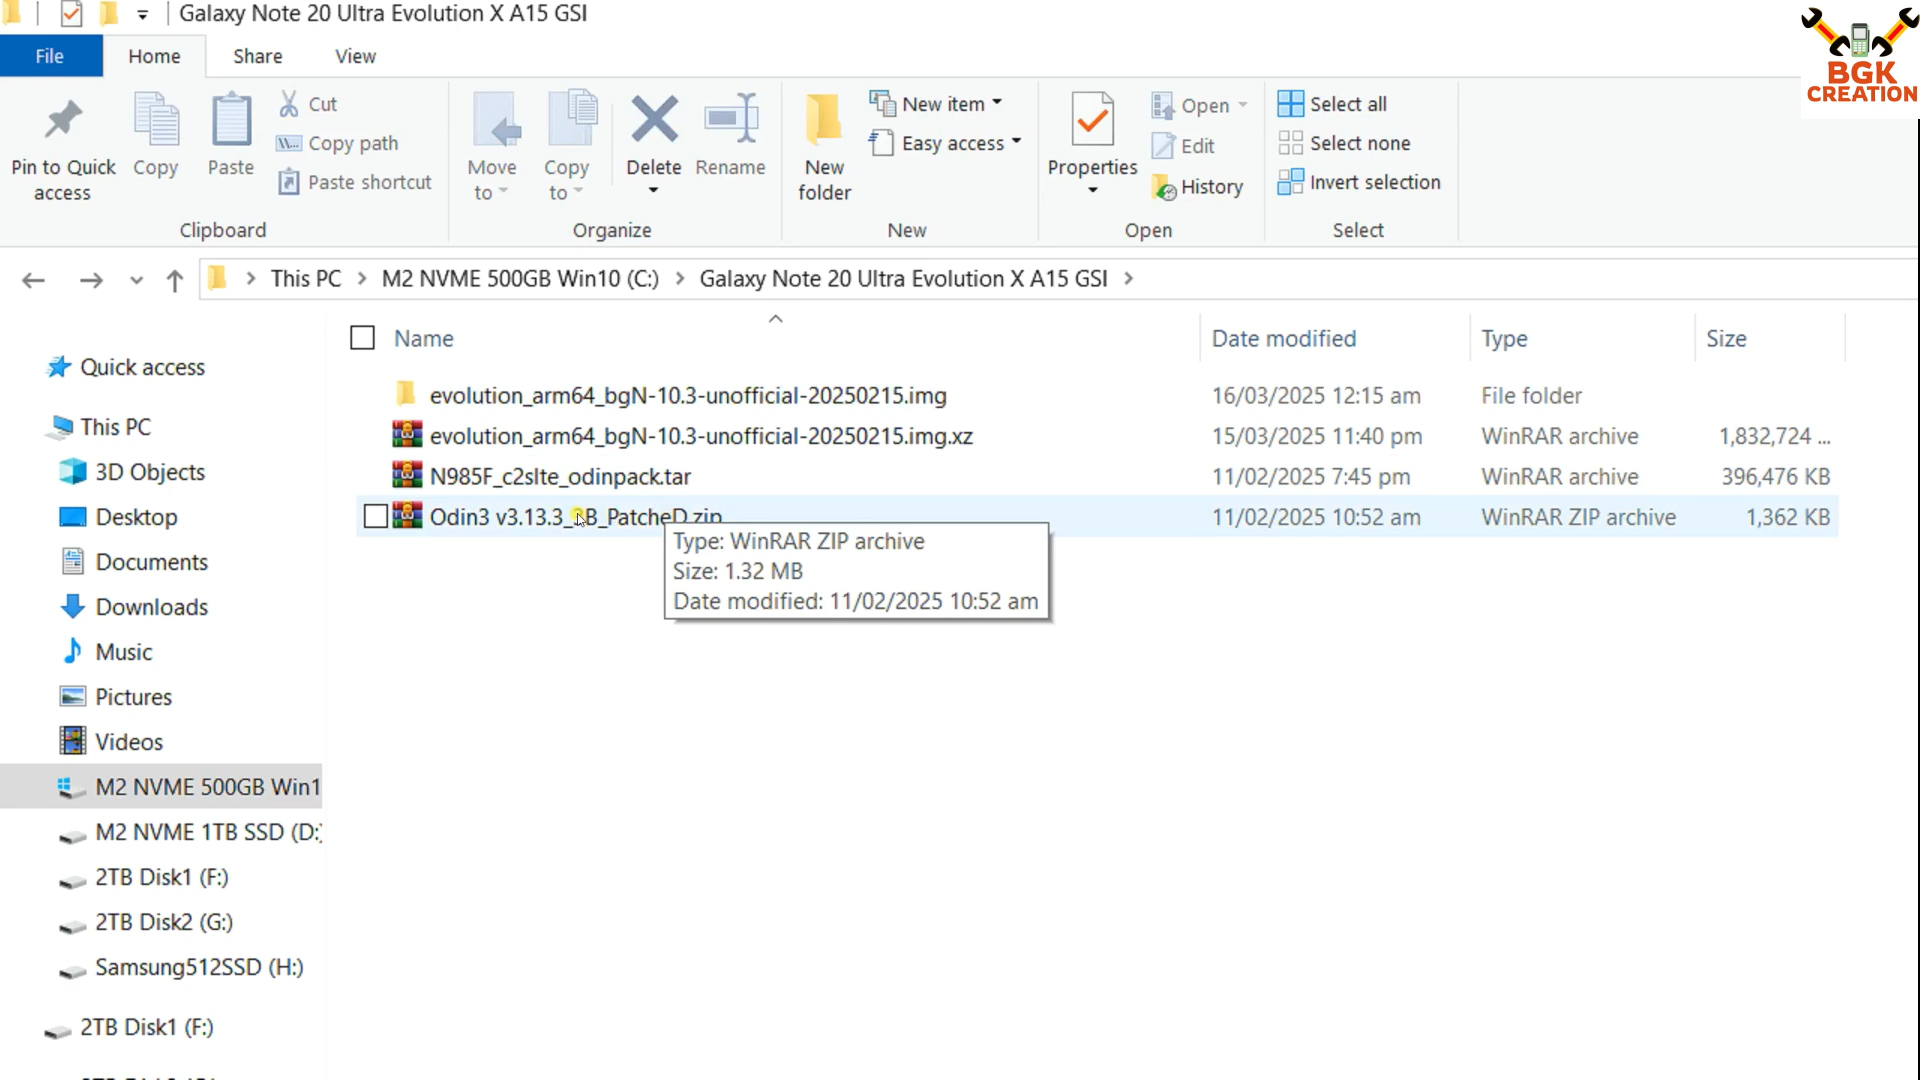 Galaxy Note 20 Ultra Evolution X A15 GSI
BGK
CREATION
File
Home
Share
View
Pin to Quick
access
Copy
Paste
Cut
Copy path
Paste shortcut
Clipboard
Move
to
Copy
to
Delete
Rename
Organize
New
folder
New item
Easy access
New
Properties
Open
Edit
History
Open
Select all
Select none
Invert selection
Select
This PC
M2 NVME 500GB Win10 (C:)
Galaxy Note 20 Ultra Evolution X A15 GSI
Name
Date modified
Type
Size
evolution_arm64_bgN-10.3-unofficial-20250215.img
16/03/2025 12:15 am
File folder
evolution_arm64_bgN-10.3-unofficial-20250215.img.xz
15/03/2025 11:40 pm
WinRAR archive
1,832,724 ...
N985F_c2slte_odinpack.tar
11/02/2025 7:45 pm
WinRAR archive
396,476 KB
Odin3 v3.13.3_ B_PatcheD.zip
11/02/2025 10:52 am
WinRAR ZIP archive
1,362 KB
Type: WinRAR ZIP archive
Size: 1.32 MB
Date modified: 11/02/2025 10:52 am
Quick access
This PC
3D Objects
Desktop
Documents
Downloads
Music
Pictures
Videos
M2 NVME 500GB Win1
M2 NVME 1TB SSD (D:)
2TB Disk1 (F:)
2TB Disk2 (G:)
Samsung512SSD (H:)
2TB Disk1 (F:)